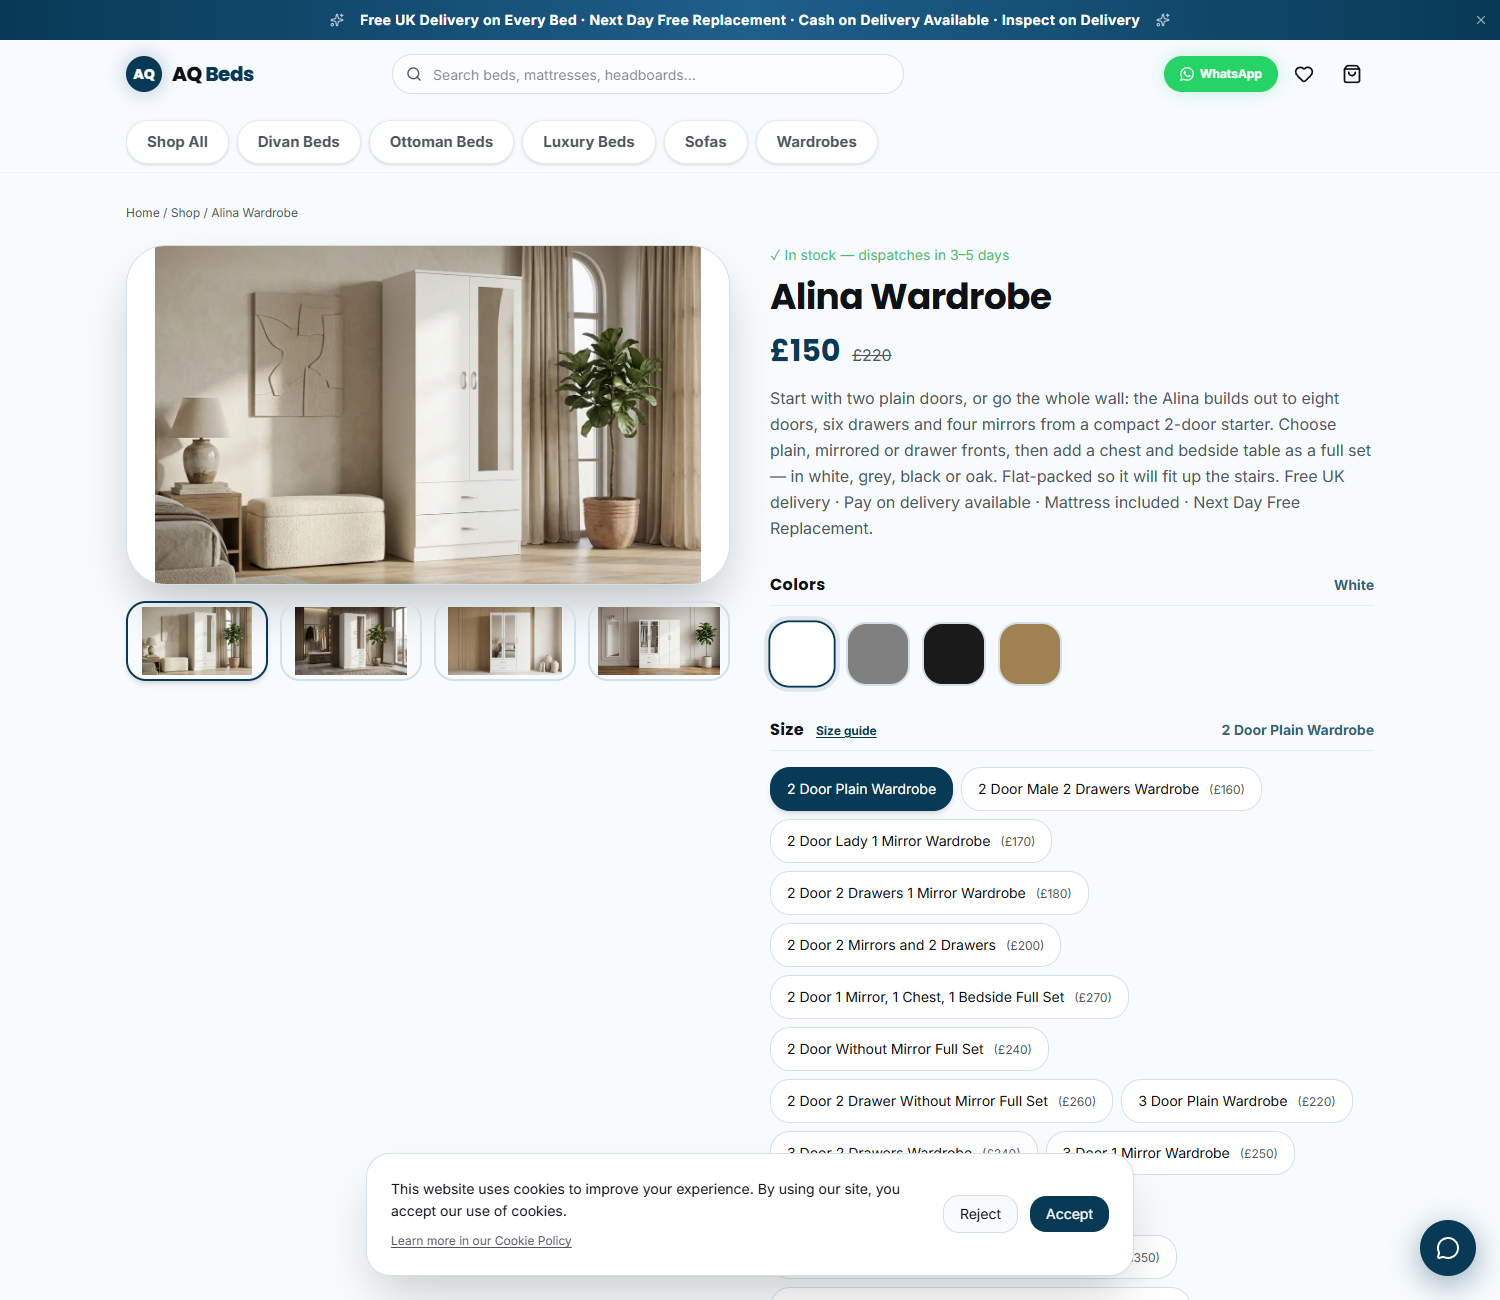 Free UK Delivery on Every Bed · Next Day Free Replacement · Cash on Delivery Available · Inspect on Delivery
AQ AQ Beds
Search beds, mattresses, headboards...
WhatsApp
Shop All
Divan Beds
Ottoman Beds
Luxury Beds
Sofas
Wardrobes
Home / Shop / Alina Wardrobe
✓ In stock — dispatches in 3–5 days
Alina Wardrobe
£150 £220
Start with two plain doors, or go the whole wall: the Alina builds out to eight
doors, six drawers and four mirrors from a compact 2-door starter. Choose
plain, mirrored or drawer fronts, then add a chest and bedside table as a full set
— in white, grey, black or oak. Flat-packed so it will fit up the stairs. Free UK
delivery · Pay on delivery available · Mattress included · Next Day Free
Replacement.
Colors
White
Size Size guide
2 Door Plain Wardrobe
2 Door Plain Wardrobe
2 Door Male 2 Drawers Wardrobe (£160)
2 Door Lady 1 Mirror Wardrobe (£170)
2 Door 2 Drawers 1 Mirror Wardrobe (£180)
2 Door 2 Mirrors and 2 Drawers (£200)
2 Door 1 Mirror, 1 Chest, 1 Bedside Full Set (£270)
2 Door Without Mirror Full Set (£240)
2 Door 2 Drawer Without Mirror Full Set (£260)
3 Door Plain Wardrobe (£220)
3 Door 2 Drawers Wardrobe (£240)
3 Door 1 Mirror Wardrobe (£250)
350)
This website uses cookies to improve your experience. By using our site, you
accept our use of cookies.
Learn more in our Cookie Policy
Reject
Accept